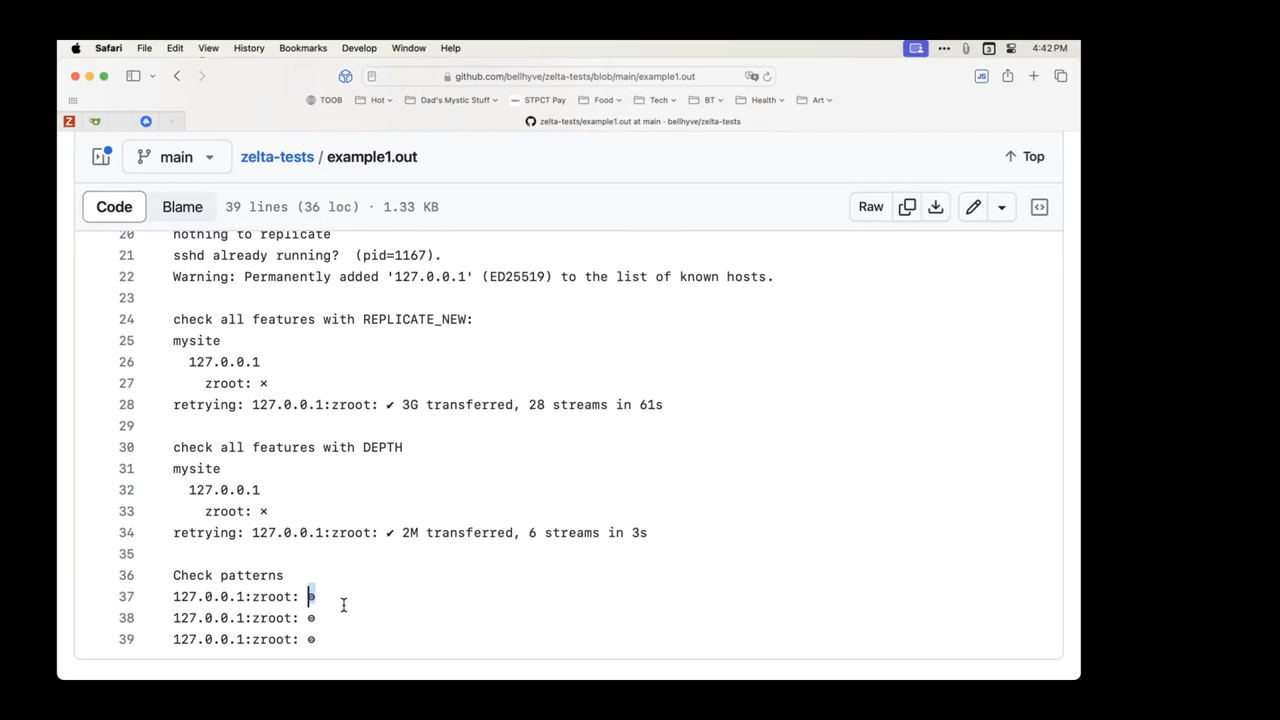 Safari File Edit View History Bookmarks Develop Window Help 3 4:42 PM
github.com/bellhyve/zelta-tests/blob/main/example1.out JS
TOOB Hot Dad's Mystic Stuff STPCT Pay Food Tech BT Health Art
Z zelta-tests/example1.out at main · bellhyve/zelta-tests
main zelta-tests / example1.out ↑ Top
Code Blame 39 lines (36 loc) · 1.33 KB Raw
20 nothing to replicate
21 sshd already running? (pid=1167).
22 Warning: Permanently added '127.0.0.1' (ED25519) to the list of known hosts.
23
24 check all features with REPLICATE_NEW:
25 mysite
26 127.0.0.1
27 zroot: ×
28 retrying: 127.0.0.1:zroot: ✔ 3G transferred, 28 streams in 61s
29
30 check all features with DEPTH
31 mysite
32 127.0.0.1
33 zroot: ×
34 retrying: 127.0.0.1:zroot: ✔ 2M transferred, 6 streams in 3s
35
36 Check patterns
37 127.0.0.1:zroot: ⊜
38 127.0.0.1:zroot: ⊜
39 127.0.0.1:zroot: ⊜